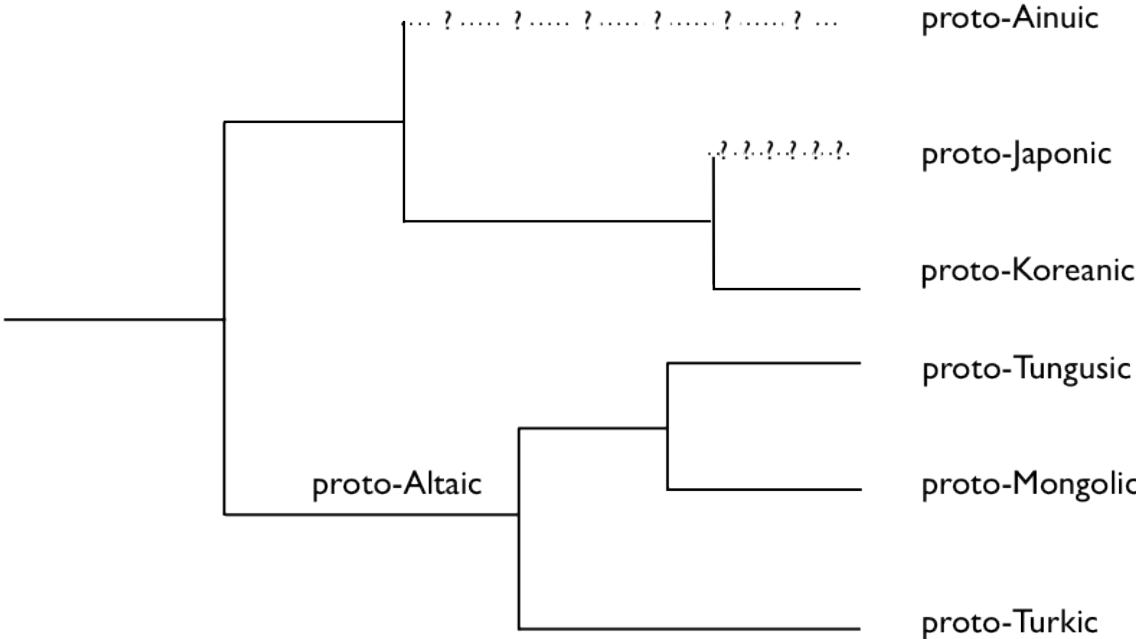 .... ? ..... ? ..... ? ..... ? ..... ? ..... ? ... proto-Ainuic
..?.?.?.?.?.?. proto-Japonic
proto-Koreanic
proto-Tungusic
proto-Altaic
proto-Mongolic
proto-Turkic